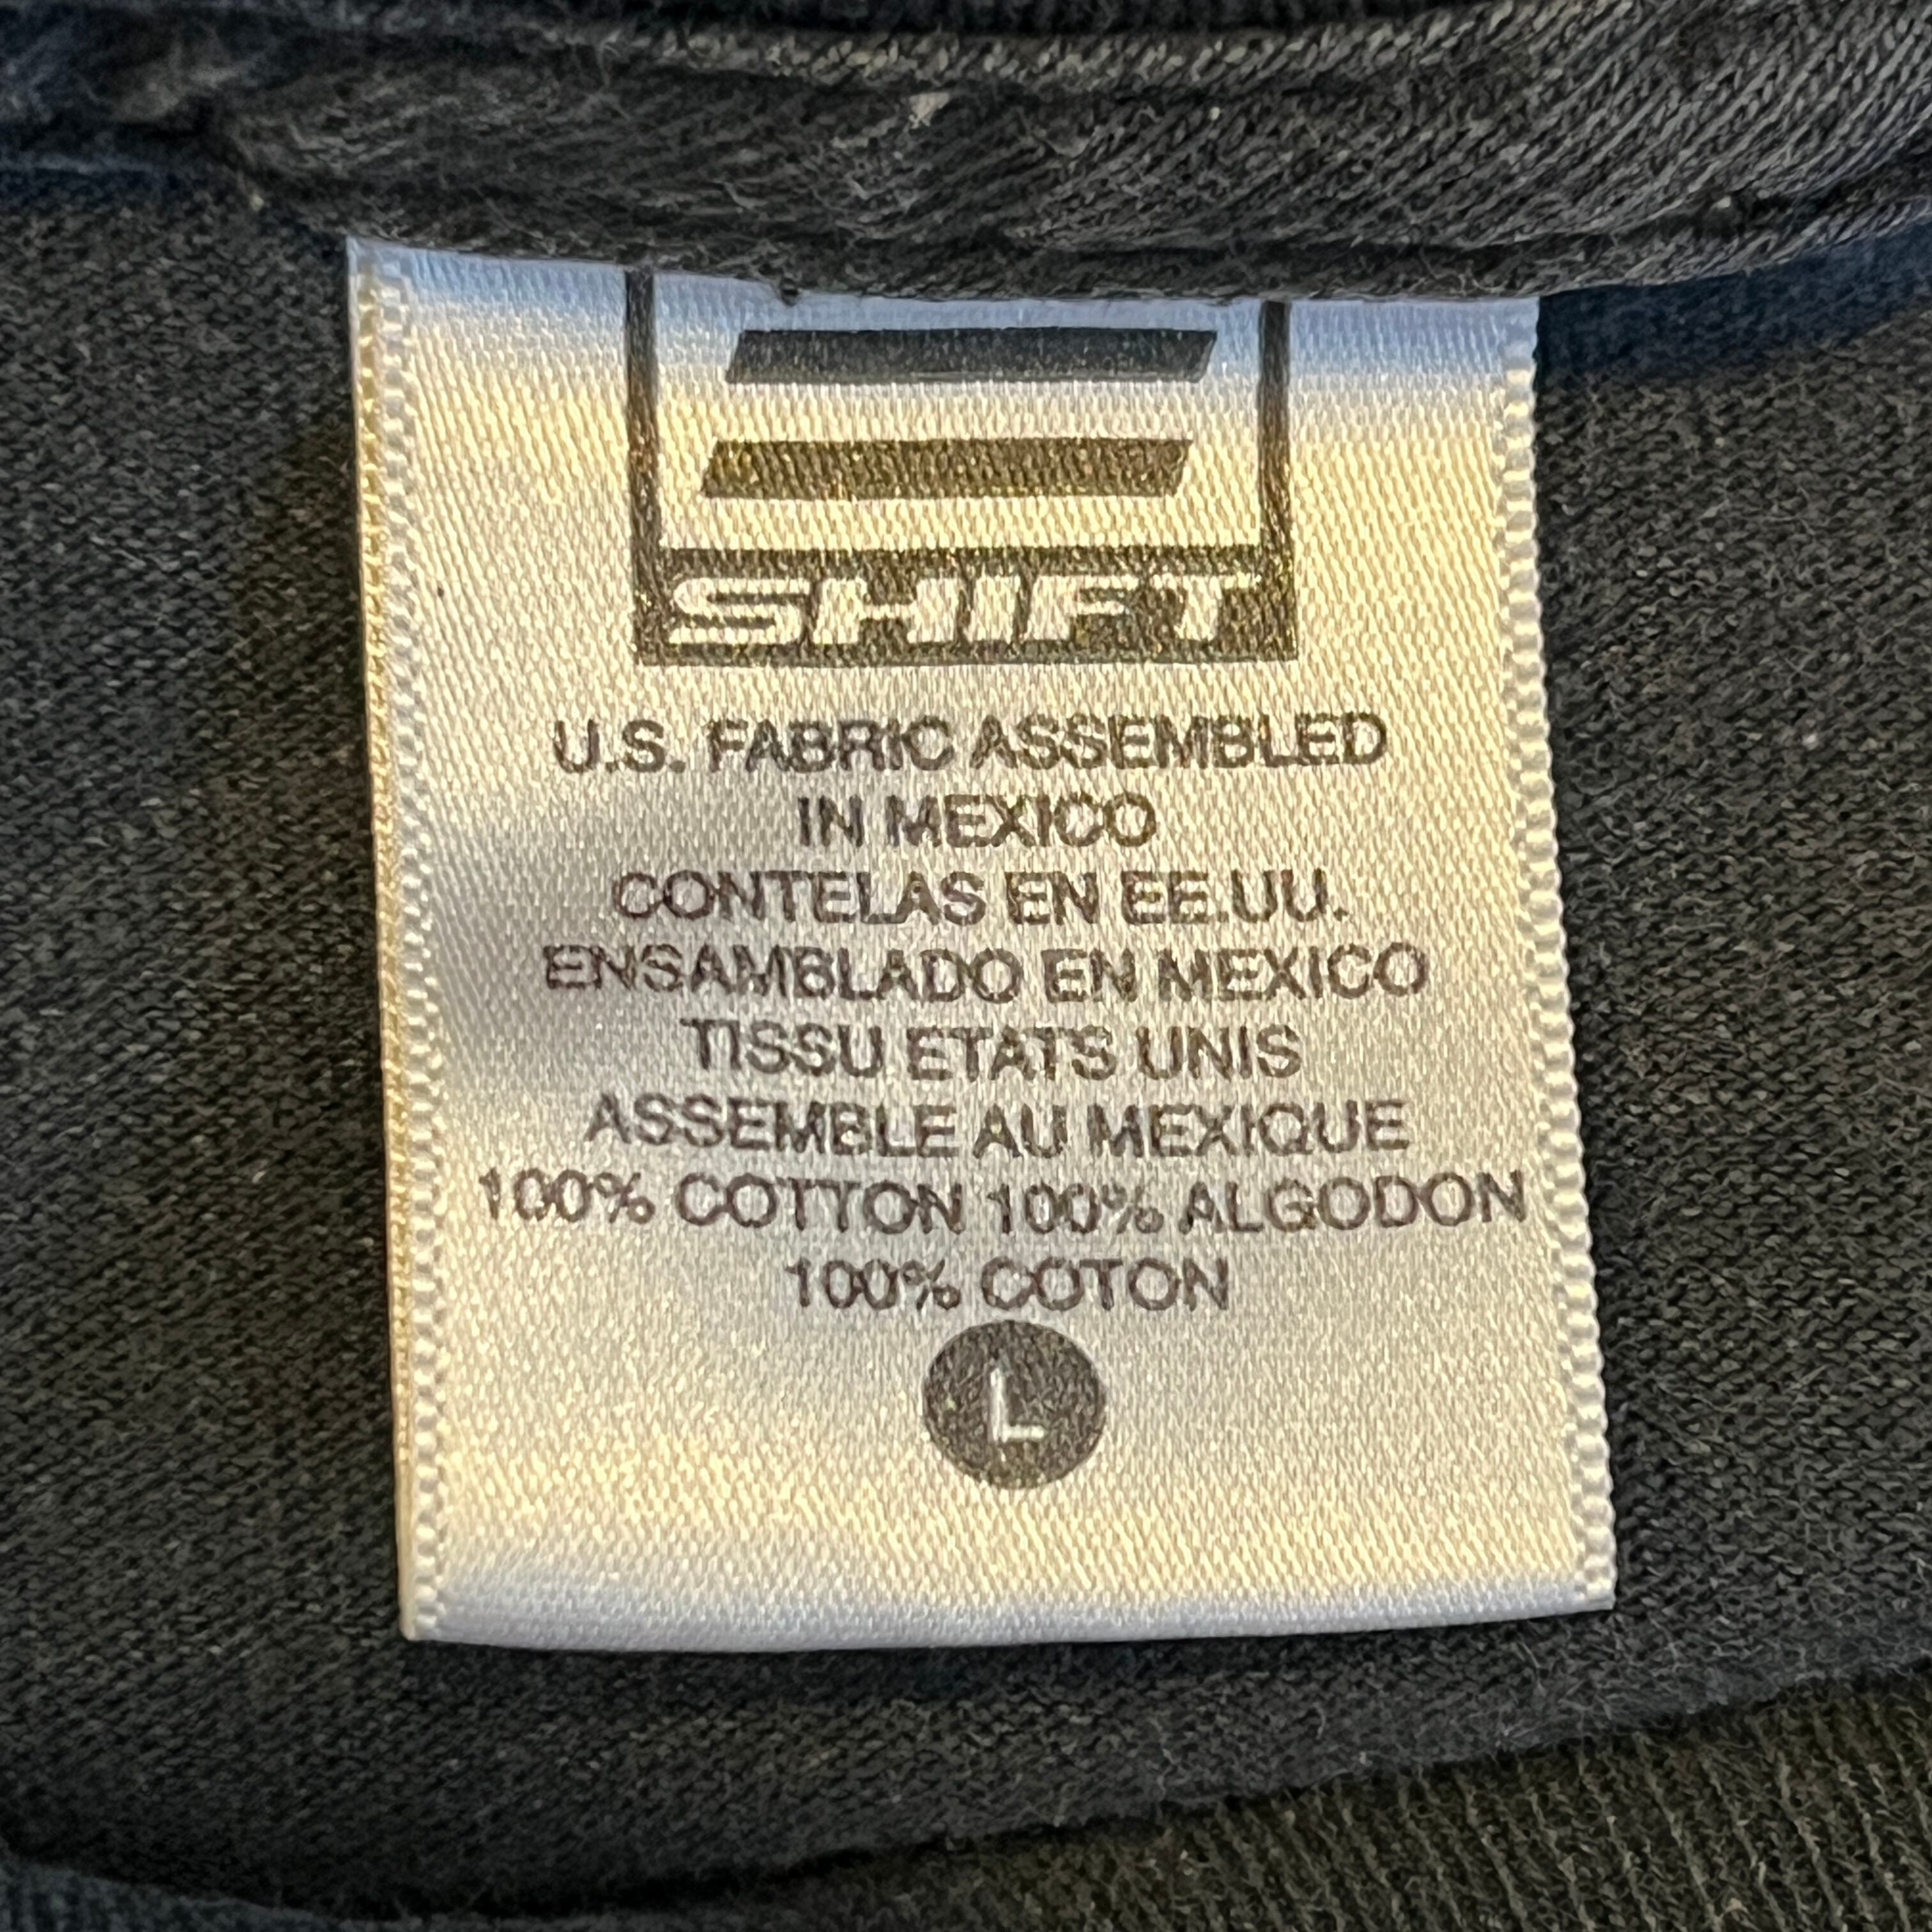 SHIFT
U.S. FABRIC ASSEMBLED
IN MEXICO
CONTELAS EN EE.UU.
ENSAMBLADO EN MEXICO
TISSU ETATS UNIS
ASSEMBLE AU MEXIQUE
100% COTTON 100% ALGODON
100% COTON
L